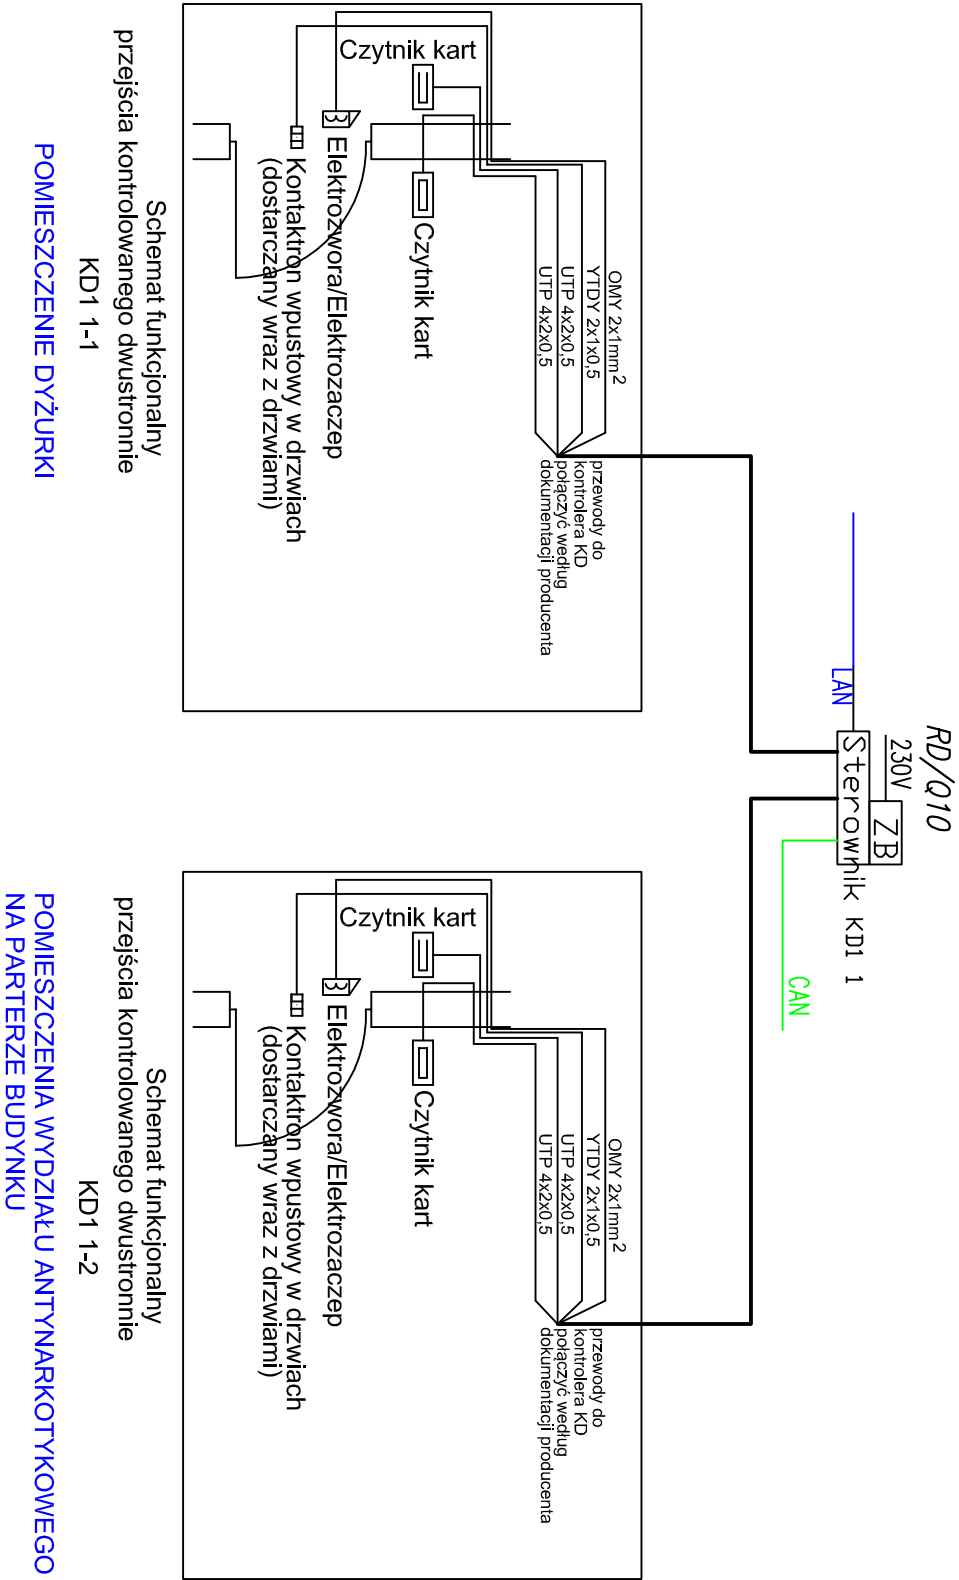 RD/Q10
230V
ZB
Sterownik KD1 1
LAN
CAN
OMY 2x1mm2
YTDY 2x1x0,5
UTP 4x2x0,5
UTP 4x2x0,5
przewody do
kontrolera KD
połączyć według
dokumentacji producenta
Czytnik kart
Czytnik kart
Elektrozwora/Elektrozaczep
Kontaktron wpustowy w drzwiach
(dostarczany wraz z drzwiami)
Schemat funkcjonalny
przejścia kontrolowanego dwustronnie
KD1 1-1
POMIESZCZENIE DYŻURKI
OMY 2x1mm2
YTDY 2x1x0,5
UTP 4x2x0,5
UTP 4x2x0,5
przewody do
kontrolera KD
połączyć według
dokumentacji producenta
Czytnik kart
Czytnik kart
Elektrozwora/Elektrozaczep
Kontaktron wpustowy w drzwiach
(dostarczany wraz z drzwiami)
Schemat funkcjonalny
przejścia kontrolowanego dwustronnie
KD1 1-2
POMIESZCZENIA WYDZIAŁU ANTYNARKOTYKOWEGO
NA PARTERZE BUDYNKU